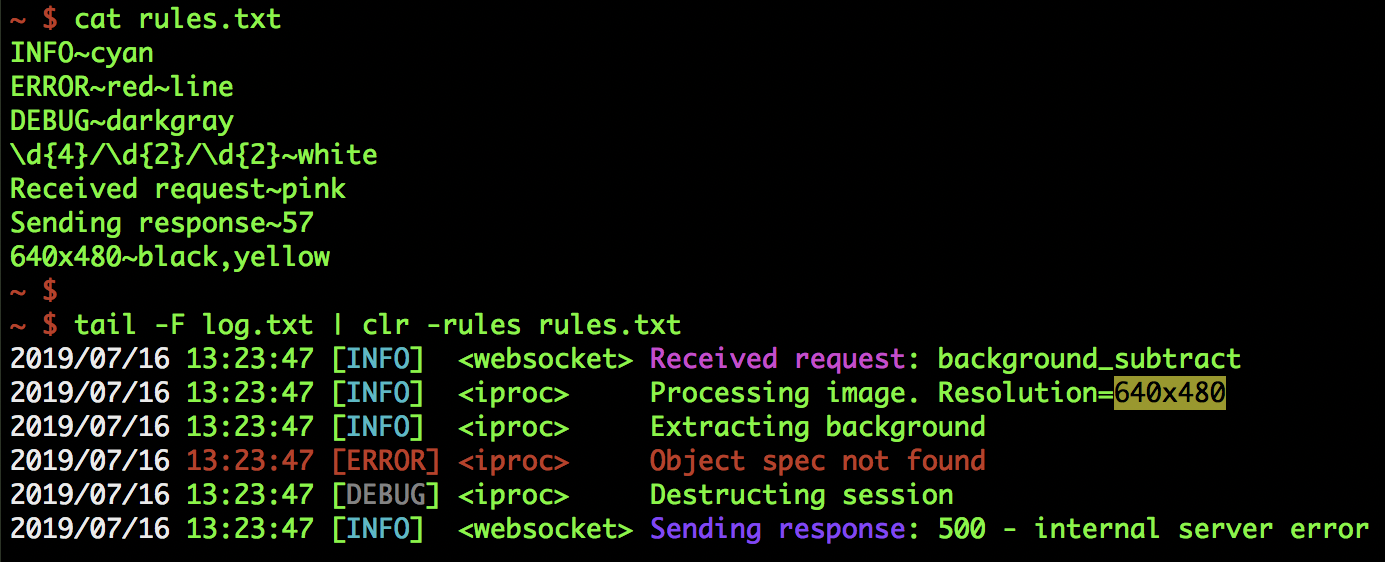 ~ $ cat rules.txt
INFO~cyan
ERROR~red~line
DEBUG~darkgray
\d{4}/\d{2}/\d{2}~white
Received request~pink
Sending response~57
640x480~black,yellow
~ $
~ $ tail -F log.txt | clr -rules rules.txt
2019/07/16 13:23:47 [INFO]  <websocket> Received request: background_subtract
2019/07/16 13:23:47 [INFO]  <iproc>     Processing image. Resolution=640x480
2019/07/16 13:23:47 [INFO]  <iproc>     Extracting background
2019/07/16 13:23:47 [ERROR] <iproc>     Object spec not found
2019/07/16 13:23:47 [DEBUG] <iproc>     Destructing session
2019/07/16 13:23:47 [INFO]  <websocket> Sending response: 500 - internal server error